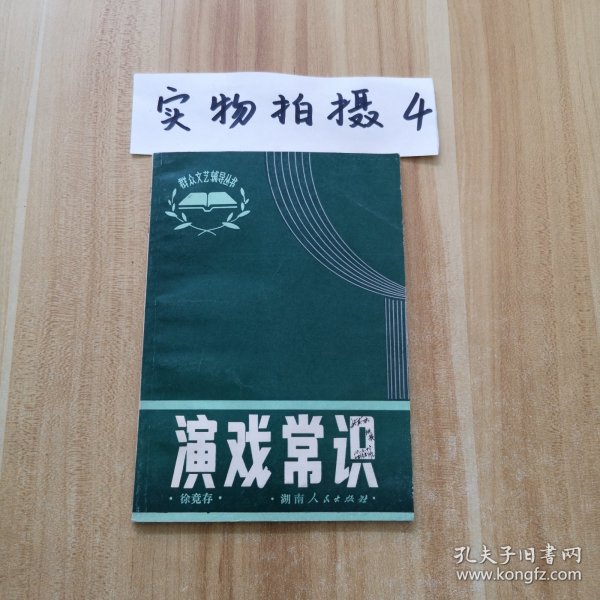 实物拍摄4
群众文艺辅导丛书
演戏常识
·徐竞存· ·湖南人民出版社·
孔夫子旧书网
www.kongfz.com